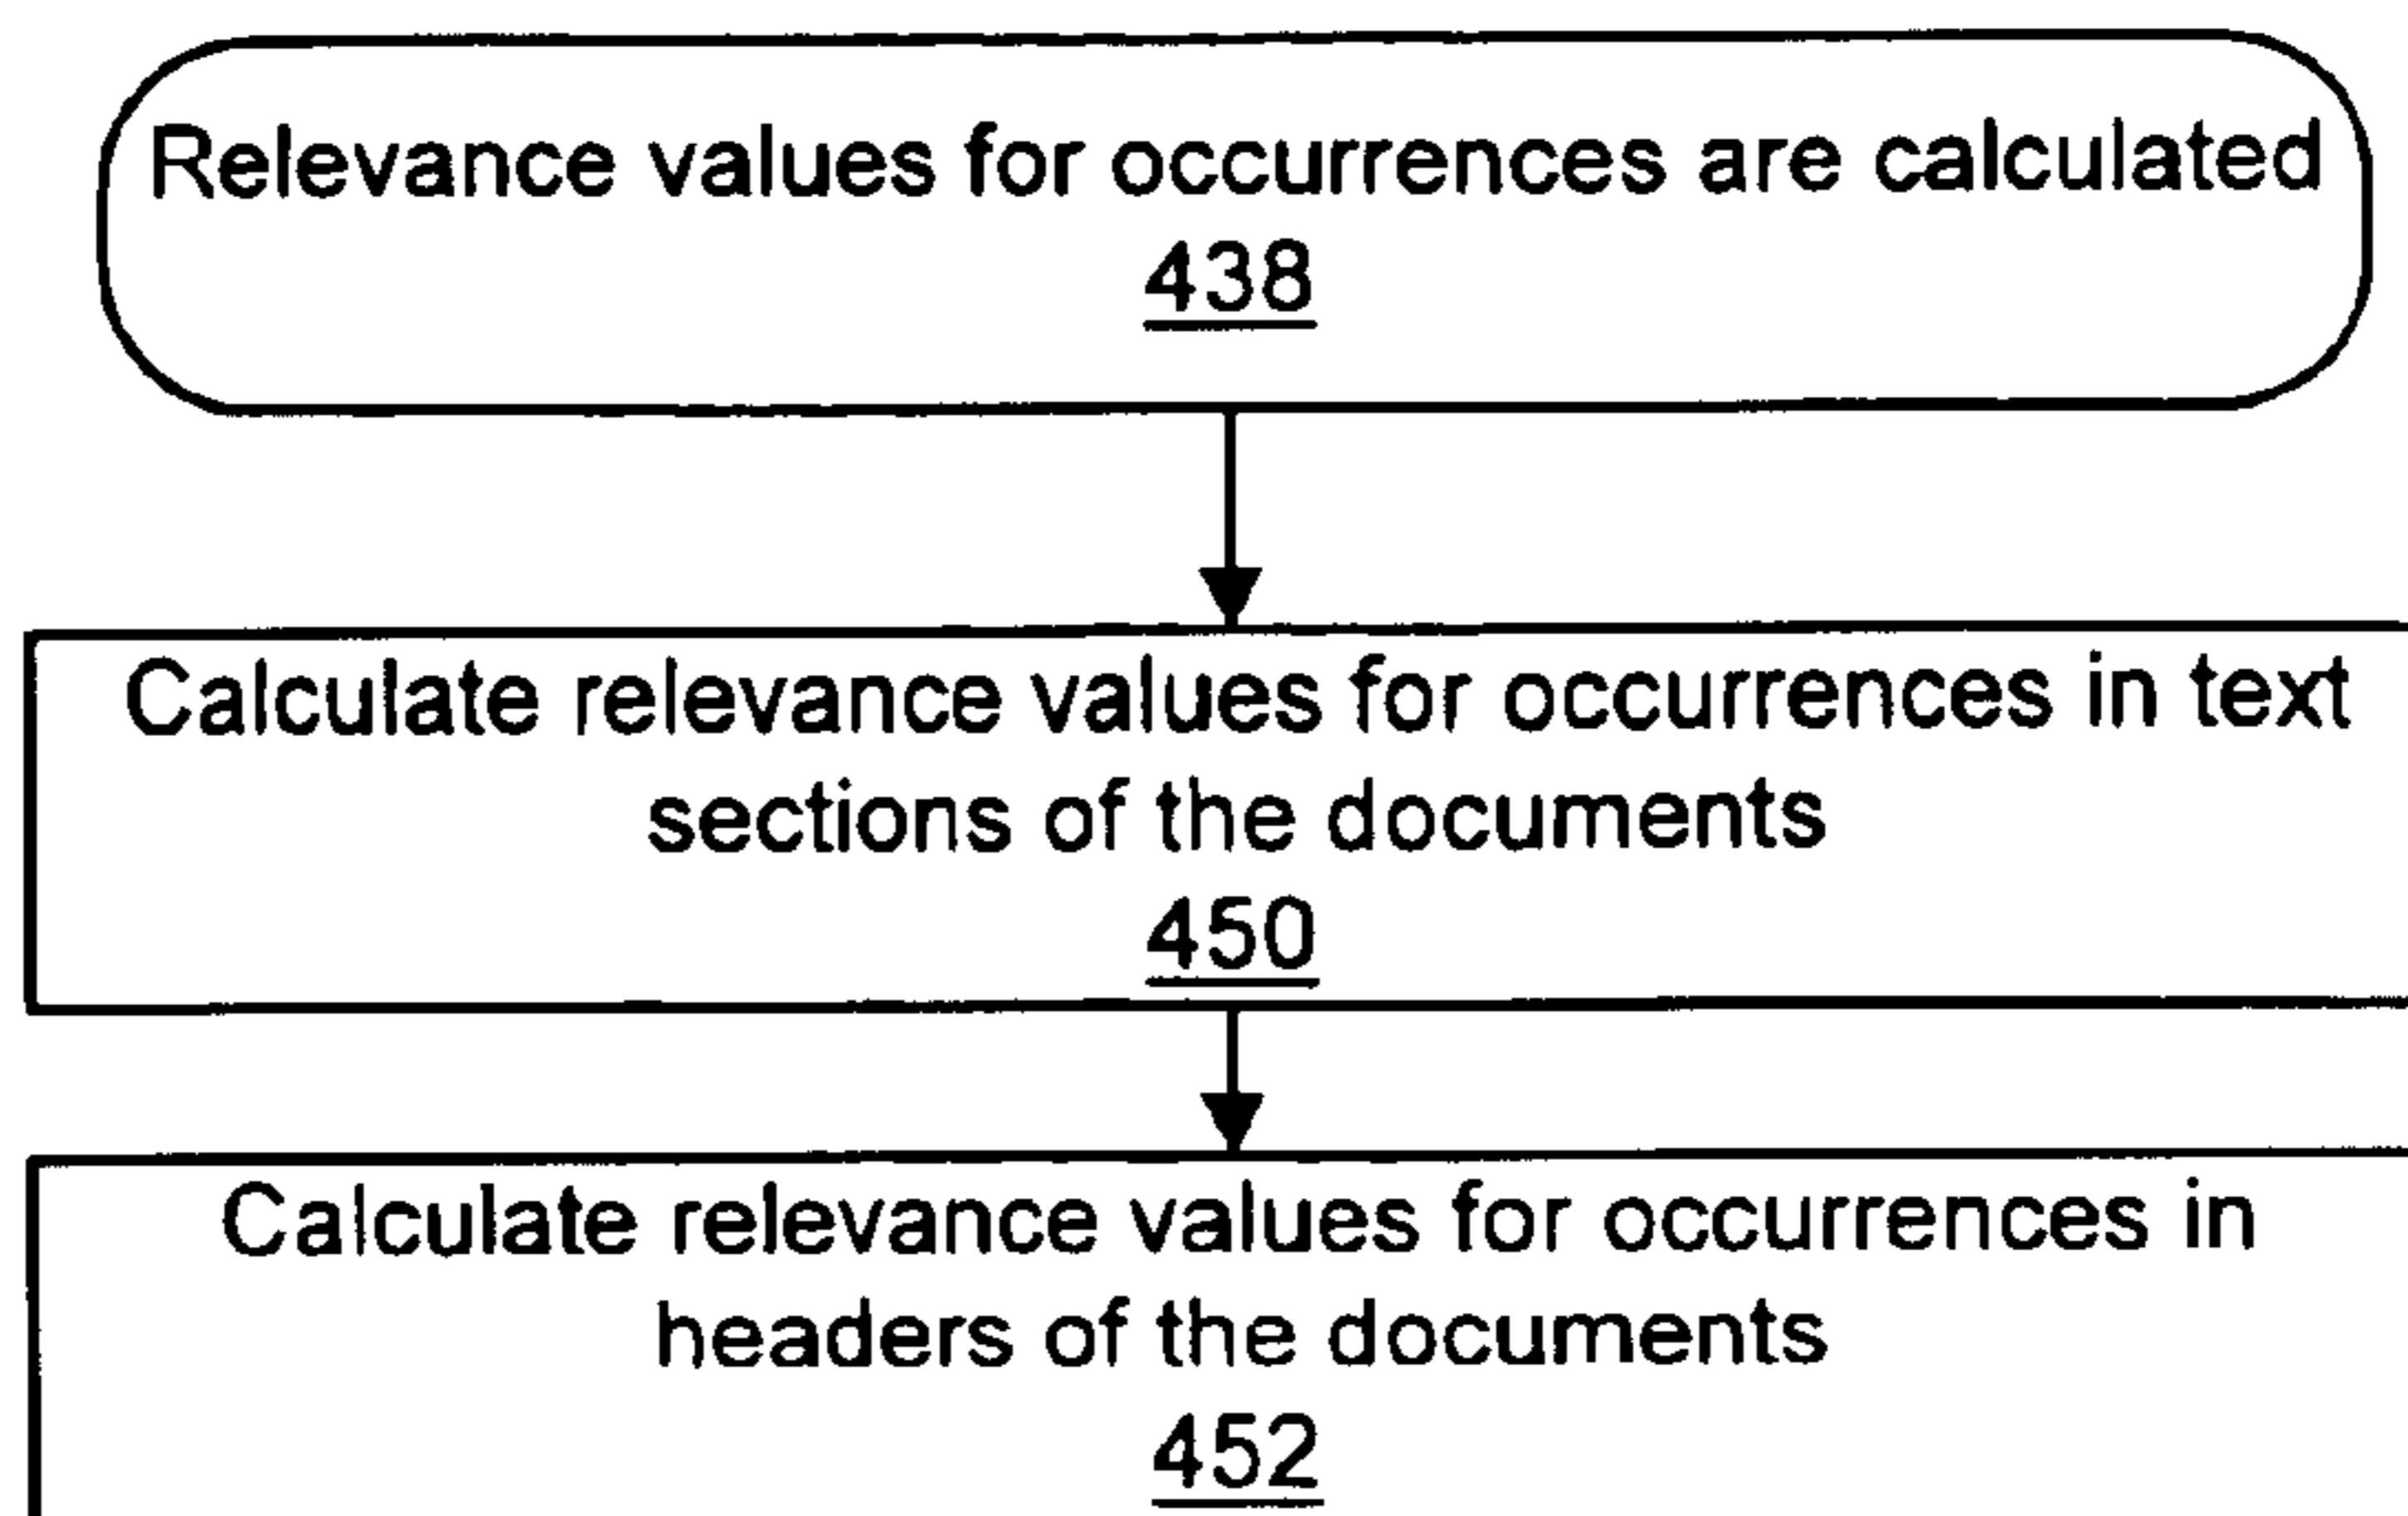 Relevance values for occurrences are calculated
438
Calculate relevance values for occurrences in text
sections of the documents
450
Calculate relevance values for occurrences in
headers of the documents
452